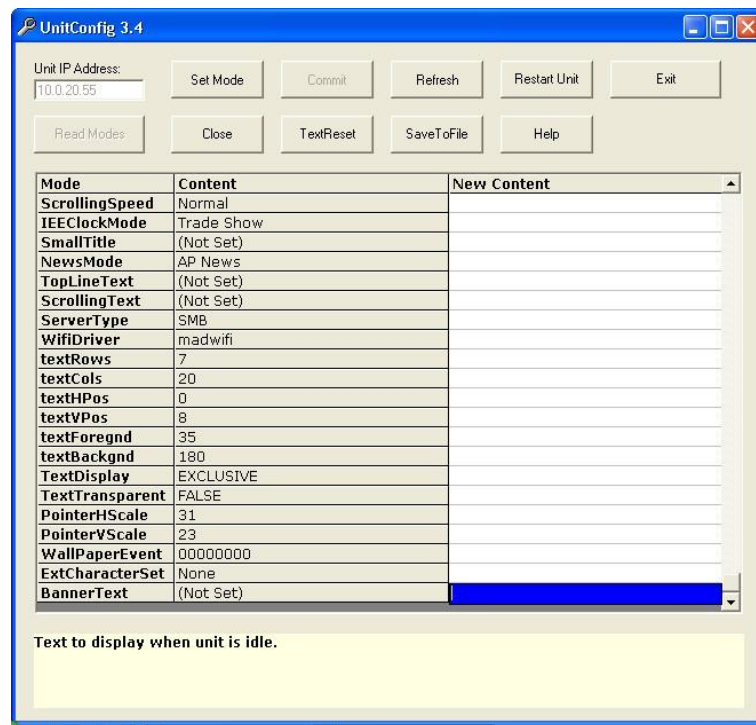 UnitConfig 3.4
Unit IP Address:
10.0.20.55
Set Mode
Commit
Refresh
Restart Unit
Exit
Read Modes
Close
TextReset
SaveToFile
Help
Mode Content New Content
ScrollingSpeed Normal
IEEClockMode Trade Show
SmallTitle (Not Set)
NewsMode AP News
TopLineText (Not Set)
ScrollingText (Not Set)
ServerType SMB
WifiDriver madwifi
textRows 7
textCols 20
textHPos 0
textVPos 8
textForegnd 35
textBackgnd 180
TextDisplay EXCLUSIVE
TextTransparent FALSE
PointerHScale 31
PointerVScale 23
WallPaperEvent 00000000
ExtCharacterSet None
BannerText (Not Set)
Text to display when unit is idle.